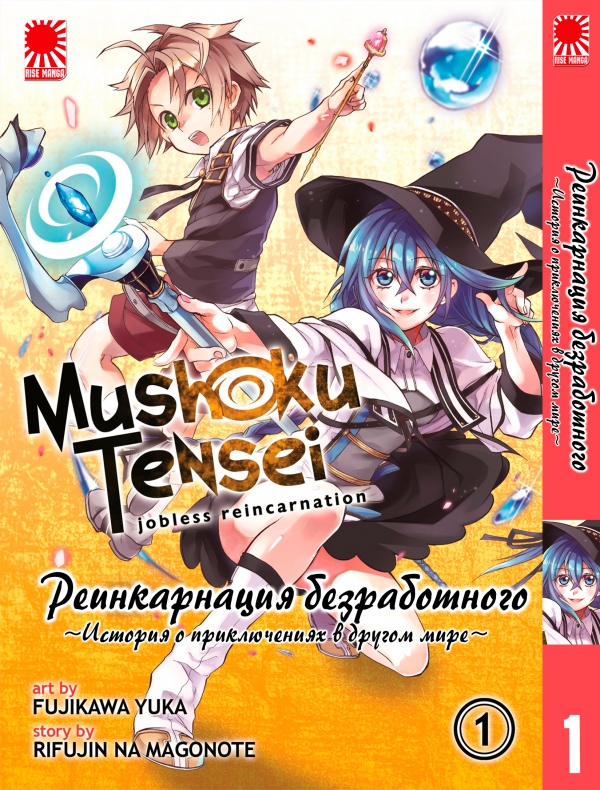 RISE MANGA
Mushoku
Tensei
jobless reincarnation
Реинкарнация безработного
~История о приключениях в другом мире~
art by
FUJIKAWA YUKA
story by
RIFUJIN NA MAGONOTE
1
RISE MANGA
Реинкарнация безработного
~История о приключениях в другом мире~
1